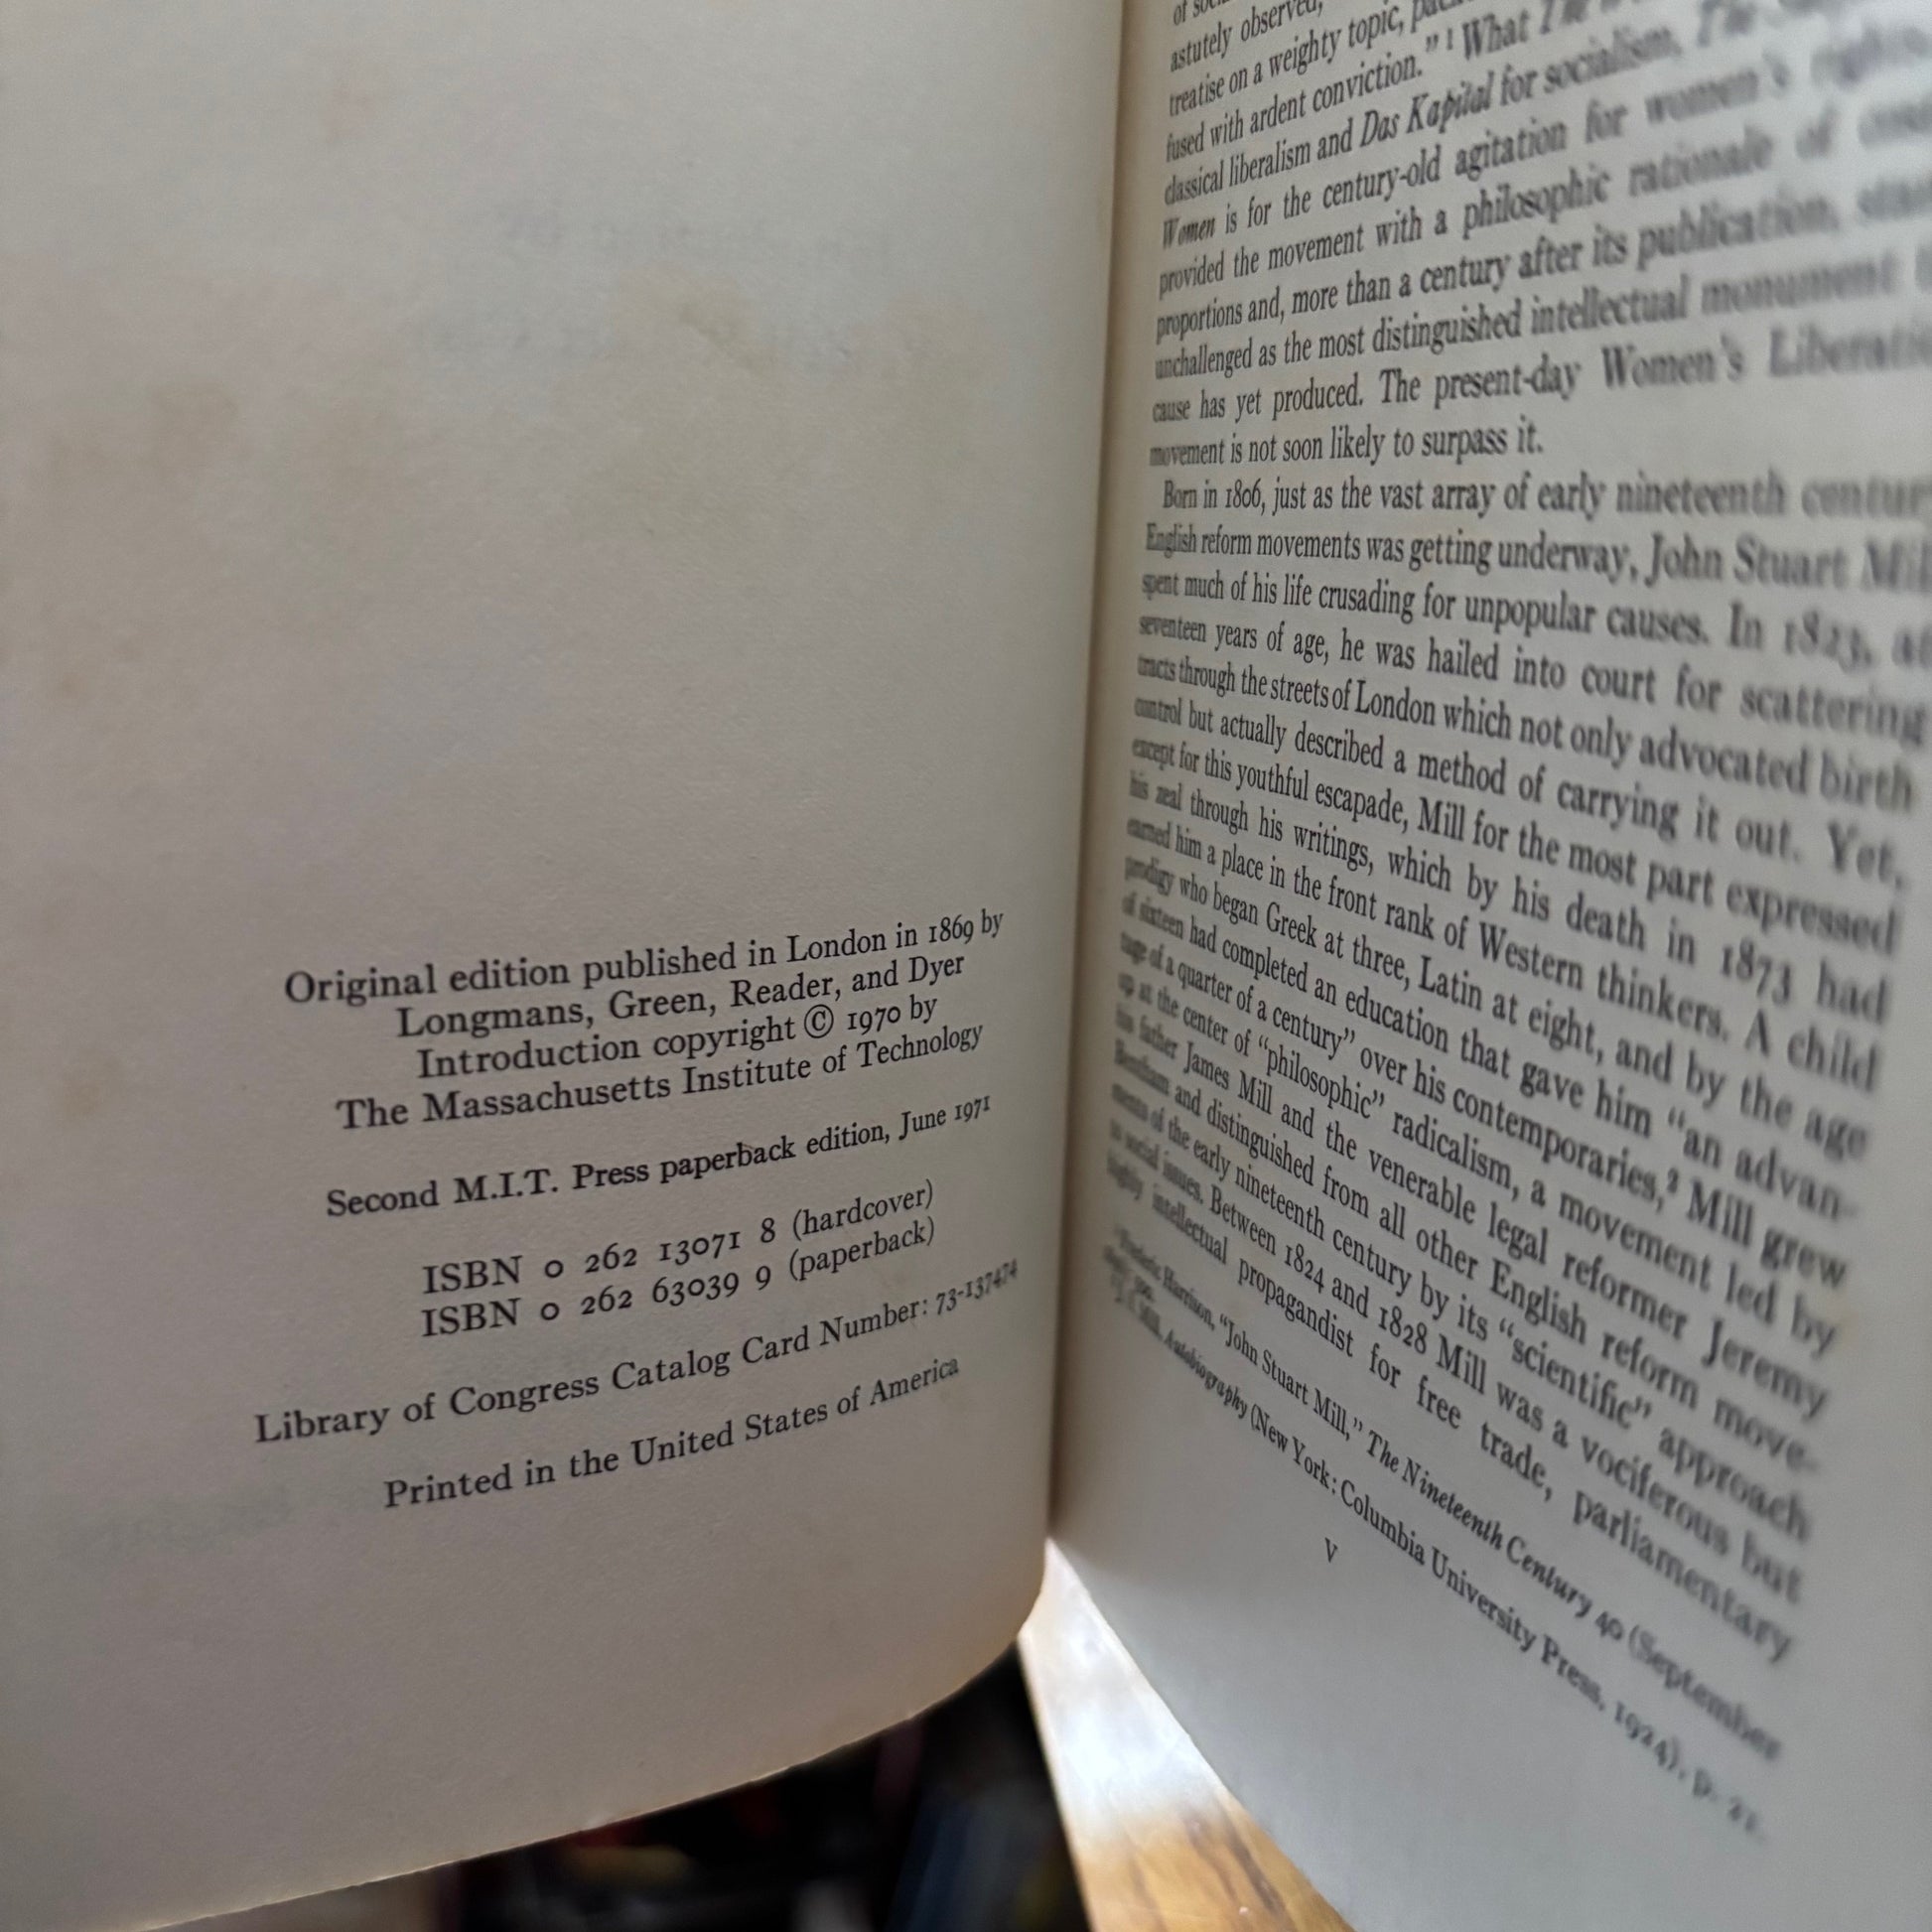 Original edition published in London in 1869 by
Longmans, Green, Reader, and Dyer
Introduction copyright © 1970 by
The Massachusetts Institute of Technology
Second M.I.T. Press paperback edition, June 1971
ISBN 0 262 13071 8 (hardcover)
ISBN 0 262 63039 9 (paperback)
Library of Congress Catalog Card Number: 73-137474
Printed in the United States of America
astutely observed,
treatise on a weighty topic,
fused with ardent conviction." 1 What The
classical liberalism and Das Kapital for socialism, The
Women is for the century-old agitation for women's rights.
provided the movement with a philosophic rationale of
proportions and, more than a century after its publication,
unchallenged as the most distinguished intellectual monument
cause has yet produced. The present-day Women's
movement is not soon likely to surpass it.
Born in 1806, just as the vast array of early nineteenth
English reform movements was getting underway, John Stuart
spent much of his life crusading for unpopular causes. In 1823, at
seventeen years of age, he was hailed into court for scattering
tracts through the streets of London which not only advocated birth
control but actually described a method of carrying it out. Yet,
except for this youthful escapade, Mill for the most part expressed
his zeal through his writings, which by his death in 1873 had
earned him a place in the front rank of Western thinkers. A child
prodigy who began Greek at three, Latin at eight, and by the age
of sixteen had completed an education that gave him "an advan-
tage of a quarter of a century" over his contemporaries,2 Mill grew
up at the center of "philosophic" radicalism, a movement led by
his father James Mill and the venerable legal reformer Jeremy
Bentham and distinguished from all other English reform move-
ments of the early nineteenth century by its "scientific" approach
to social issues. Between 1824 and 1828 Mill was a vociferous but
highly intellectual propagandist for free trade, parliamentary
1 Frederic Harrison, "John Stuart Mill," The Nineteenth Century 40 (September
2 J. S. Mill, Autobiography (New York: Columbia University Press, 1924), p. 21.
v